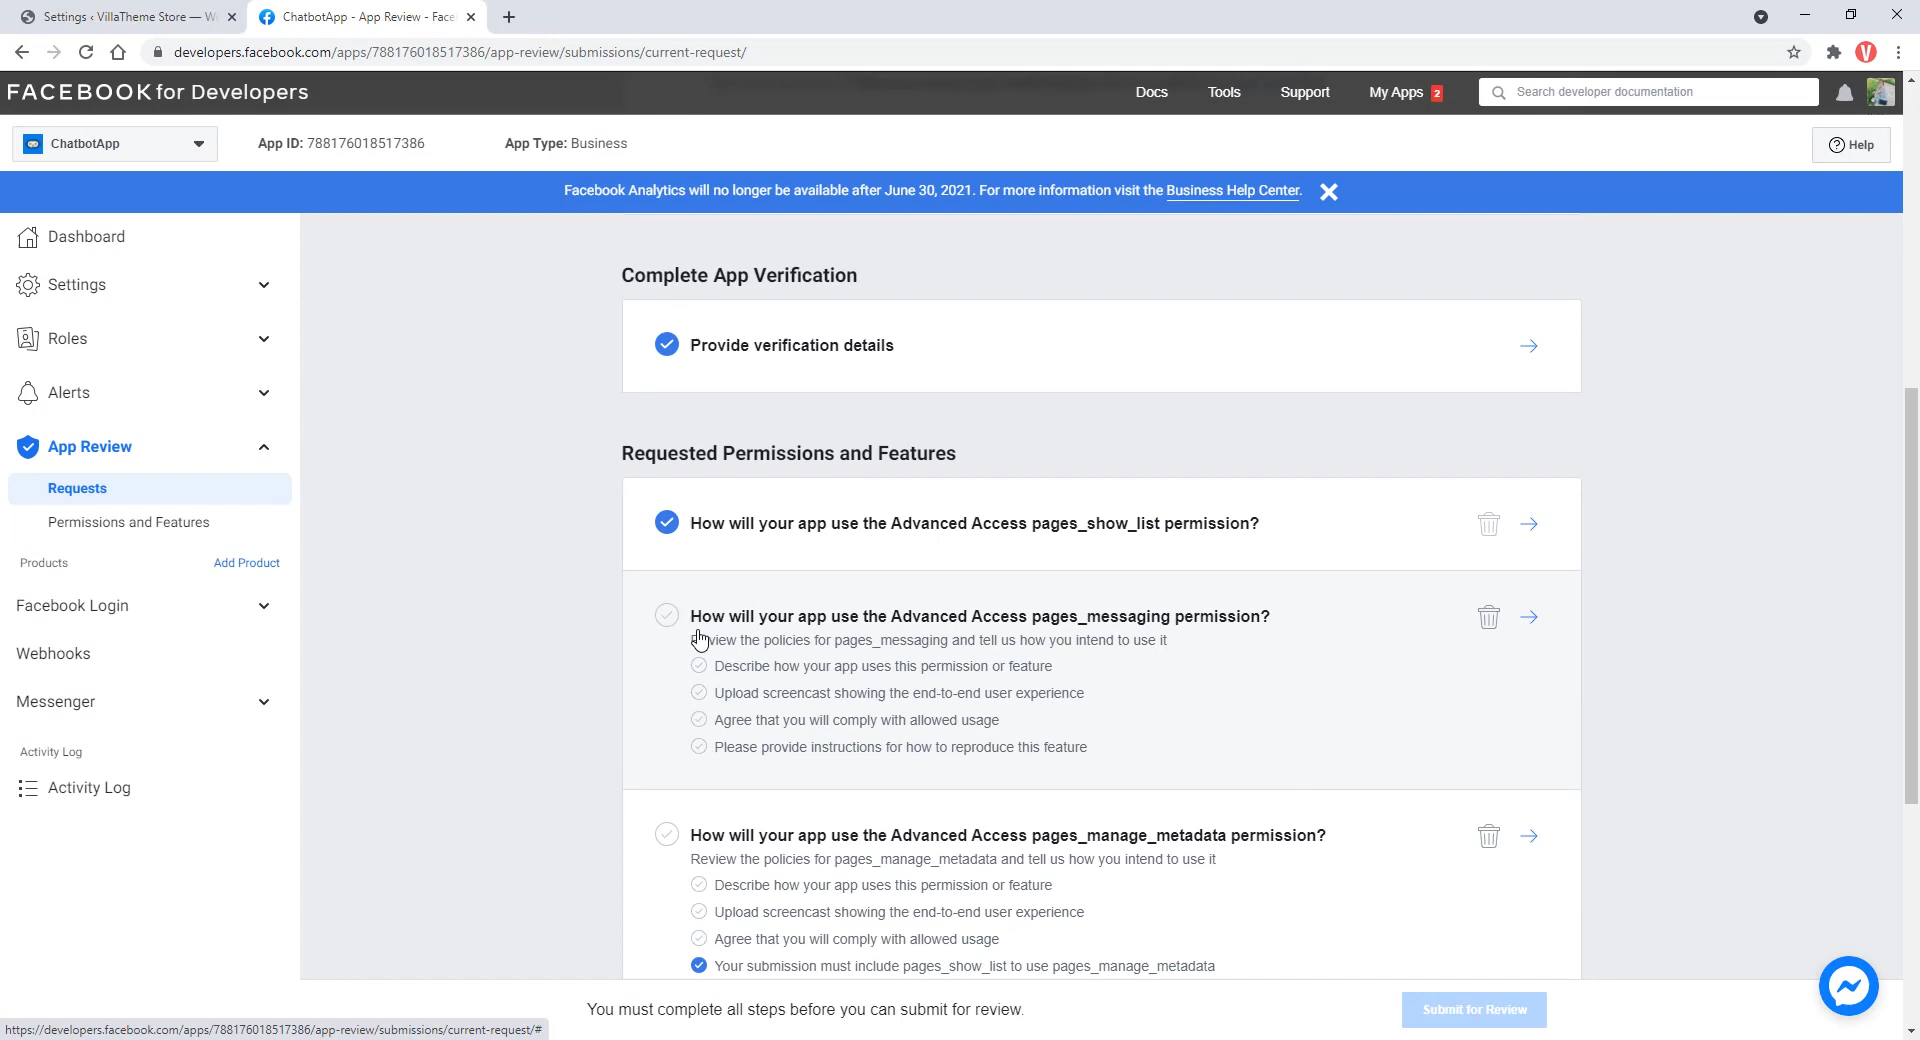 Settings ‹ VillaTheme Store — W
ChatbotApp - App Review - Face
developers.facebook.com/apps/788176018517386/app-review/submissions/current-request/
FACEBOOK for Developers
Docs
Tools
Support
My Apps 2
Search developer documentation
ChatbotApp
App ID: 788176018517386
App Type: Business
Help
Facebook Analytics will no longer be available after June 30, 2021. For more information visit the Business Help Center.
Dashboard
Settings
Roles
Alerts
App Review
Requests
Permissions and Features
Products
Add Product
Facebook Login
Webhooks
Messenger
Activity Log
Activity Log
Complete App Verification
Provide verification details
Requested Permissions and Features
How will your app use the Advanced Access pages_show_list permission?
How will your app use the Advanced Access pages_messaging permission?
Review the policies for pages_messaging and tell us how you intend to use it
Describe how your app uses this permission or feature
Upload screencast showing the end-to-end user experience
Agree that you will comply with allowed usage
Please provide instructions for how to reproduce this feature
How will your app use the Advanced Access pages_manage_metadata permission?
Review the policies for pages_manage_metadata and tell us how you intend to use it
Describe how your app uses this permission or feature
Upload screencast showing the end-to-end user experience
Agree that you will comply with allowed usage
Your submission must include pages_show_list to use pages_manage_metadata
You must complete all steps before you can submit for review.
Submit for Review
https://developers.facebook.com/apps/788176018517386/app-review/submissions/current-request/#